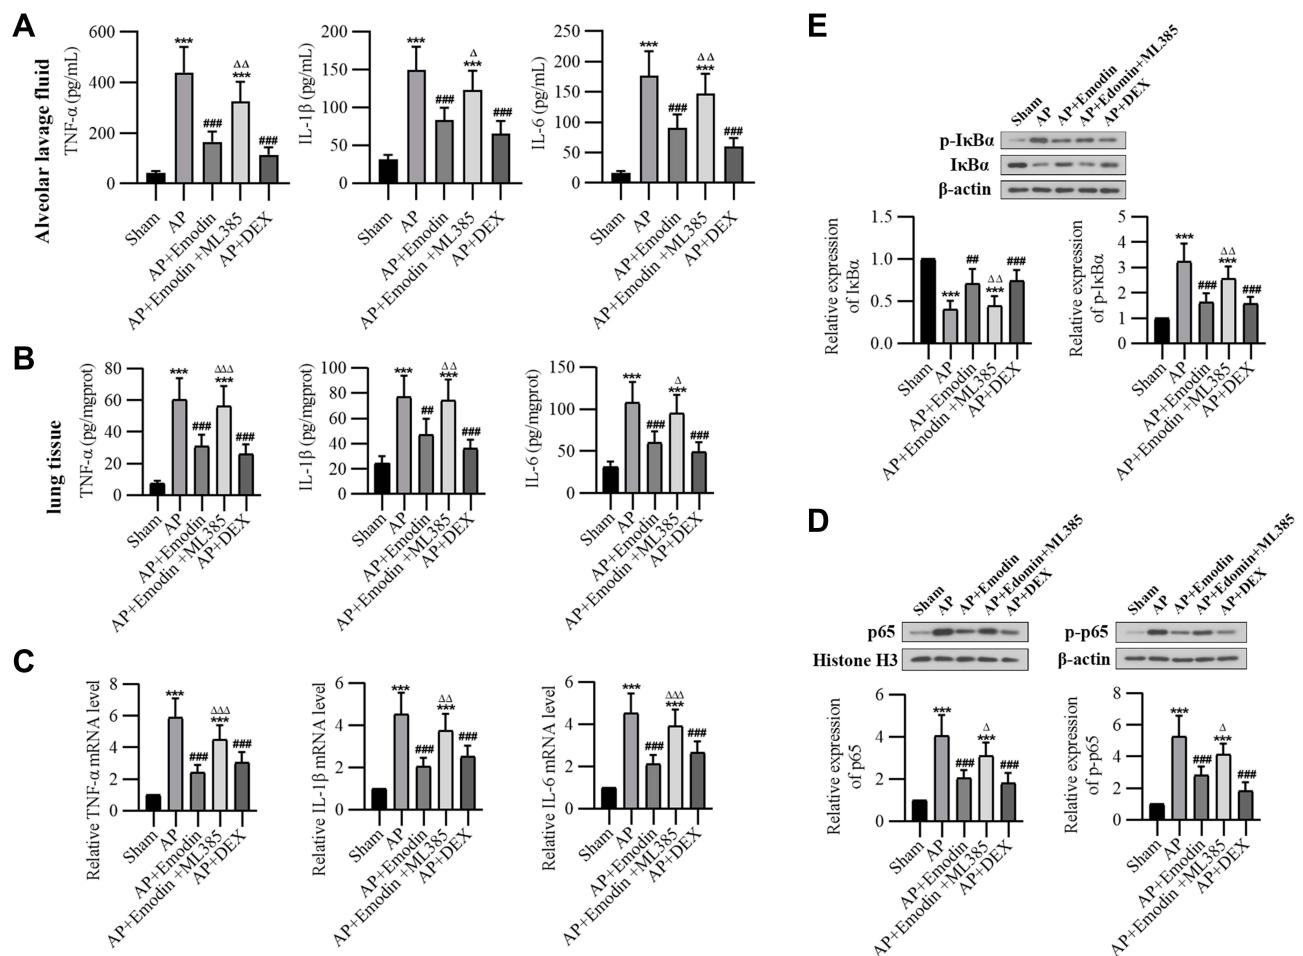 A
Alveolar lavage fluid
TNF-α (pg/mL)
600
400
200
0
***
###
ΔΔ
***
###
Sham
AP
AP+Emodin
AP+Emodin +ML385
AP+DEX
IL-1β (pg/mL)
200
150
100
50
0
***
###
Δ
***
###
Sham
AP
AP+Emodin
AP+Emodin +ML385
AP+DEX
IL-6 (pg/mL)
250
200
150
100
50
0
***
###
ΔΔ
***
###
Sham
AP
AP+Emodin
AP+Emodin +ML385
AP+DEX
B
lung tissue
TNF-α (pg/mgprot)
80
60
40
20
0
***
###
ΔΔΔ
***
###
Sham
AP
AP+Emodin
AP+Emodin +ML385
AP+DEX
IL-1β (pg/mgprot)
100
80
60
40
20
0
***
##
ΔΔ
***
###
Sham
AP
AP+Emodin
AP+Emodin +ML385
AP+DEX
IL-6 (pg/mgprot)
150
100
50
0
***
###
Δ
***
###
Sham
AP
AP+Emodin
AP+Emodin +ML385
AP+DEX
C
Relative TNF-α mRNA level
8
6
4
2
0
***
###
ΔΔΔ
***
###
Sham
AP
AP+Emodin
AP+Emodin +ML385
AP+DEX
Relative IL-1β mRNA level
6
4
2
0
***
###
ΔΔ
***
###
Sham
AP
AP+Emodin
AP+Emodin +ML385
AP+DEX
Relative IL-6 mRNA level
6
4
2
0
***
###
ΔΔΔ
***
###
Sham
AP
AP+Emodin
AP+Emodin +ML385
AP+DEX
E
Sham
AP
AP+Emodin
AP+Edomin+ML385
AP+DEX
p-IκBα
IκBα
β-actin
Relative expression
of IκBα
1.5
1.0
0.5
0.0
***
##
ΔΔ
***
###
Sham
AP
AP+Emodin
AP+Emodin +ML385
AP+DEX
Relative expression
of p-IκBα
5
4
3
2
1
0
***
###
ΔΔ
***
###
Sham
AP
AP+Emodin
AP+Emodin +ML385
AP+DEX
D
Sham
AP
AP+Emodin
AP+Edomin+ML385
AP+DEX
p65
Histone H3
Relative expression
of p65
6
4
2
0
***
###
Δ
***
###
Sham
AP
AP+Emodin
AP+Emodin +ML385
AP+DEX
Sham
AP
AP+Emodin
AP+Edomin+ML385
AP+DEX
p-p65
β-actin
Relative expression
of p-p65
8
6
4
2
0
***
###
Δ
***
###
Sham
AP
AP+Emodin
AP+Emodin +ML385
AP+DEX